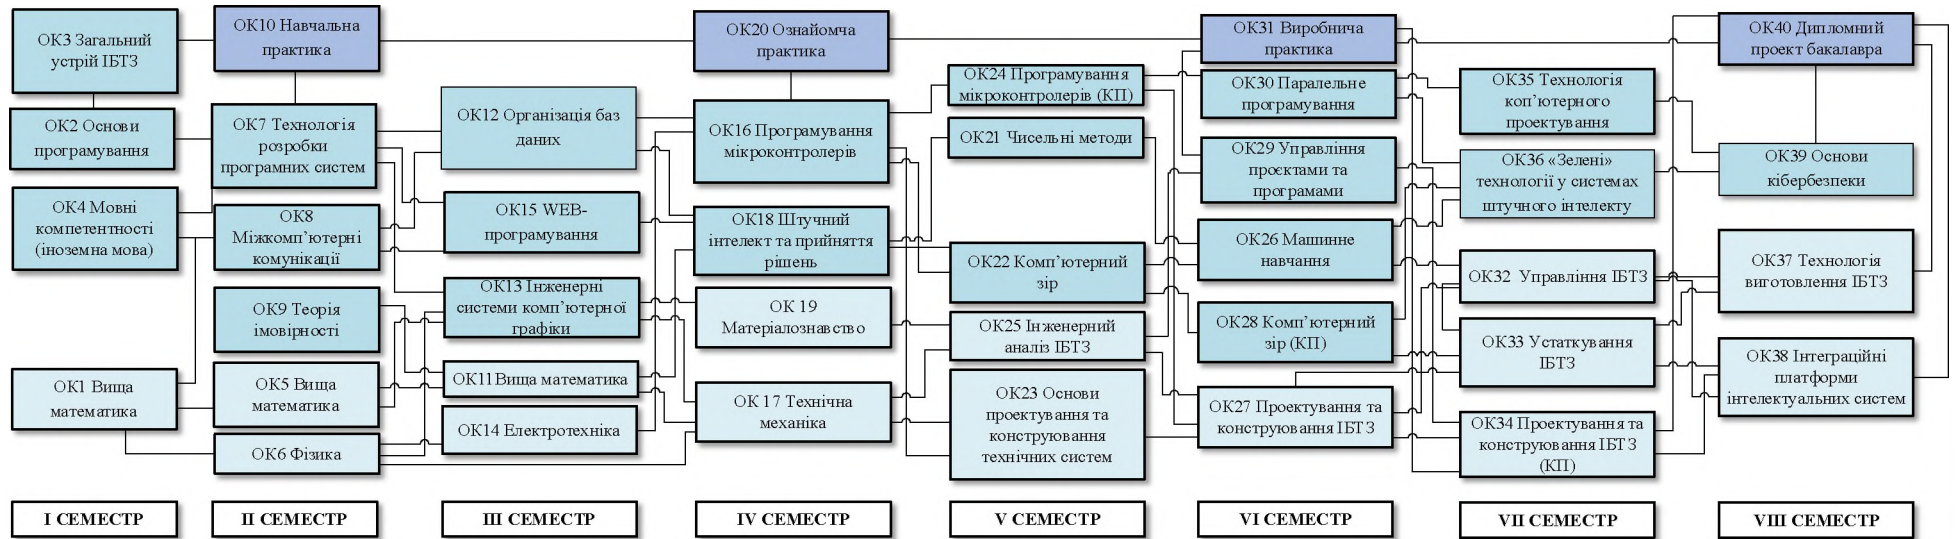 ОК3 Загальний
устрій ІБТЗ
ОК2 Основи
програмування
ОК4 Мовні
компетентності
(іноземна мова)
ОК1 Вища
математика
І СЕМЕСТР
ОК10 Навчальна
практика
ОК7 Технологія
розробки
програмних систем
ОК8
Міжкомп’ютерні
комунікації
ОК9 Теорія
імовірності
ОК5 Вища
математика
ОК6 Фізика
ІІ СЕМЕСТР
ОК12 Організація баз
даних
ОК15 WEB-
програмування
ОК13 Інженерні
системи комп’ютерної
графіки
ОК11 Вища математика
ОК14 Електротехніка
ІІІ СЕМЕСТР
ОК20 Ознайомча
практика
ОК16 Програмування
мікроконтролерів
ОК18 Штучний
інтелект та прийняття
рішень
ОК 19
Матеріалознавство
ОК 17 Технічна
механіка
IV СЕМЕСТР
ОК24 Програмування
мікроконтролерів (КП)
ОК21 Чисельні методи
ОК22 Комп’ютерний
зір
ОК25 Інженерний
аналіз ІБТЗ
ОК23 Основи
проектування та
конструювання
технічних систем
V СЕМЕСТР
ОК31 Виробнича
практика
ОК30 Паралельне
програмування
ОК29 Управління
проєктами та
програмами
ОК26 Машинне
навчання
ОК28 Комп’ютерний
зір (КП)
ОК27 Проектування та
конструювання ІБТЗ
VI СЕМЕСТР
ОК35 Технологія
коп’ютерного
проектування
ОК36 «Зелені»
технології у системах
штучного інтелекту
ОК32 Управління ІБТЗ
ОК33 Устаткування
ІБТЗ
ОК34 Проектування та
конструювання ІБТЗ
(КП)
VII СЕМЕСТР
ОК40 Дипломний
проект бакалавра
ОК39 Основи
кібербезпеки
ОК37 Технологія
виготовлення ІБТЗ
ОК38 Інтеграційні
платформи
інтелектуальних систем
VIII СЕМЕСТР